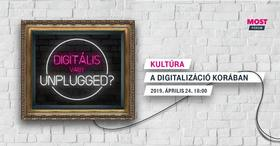 MOST
FÓRUM
DIGITÁLIS
VAGY
UNPLUGGED?
KULTÚRA
A DIGITALIZÁCIÓ KORÁBAN
2019. ÁPRILIS 24. 18:00